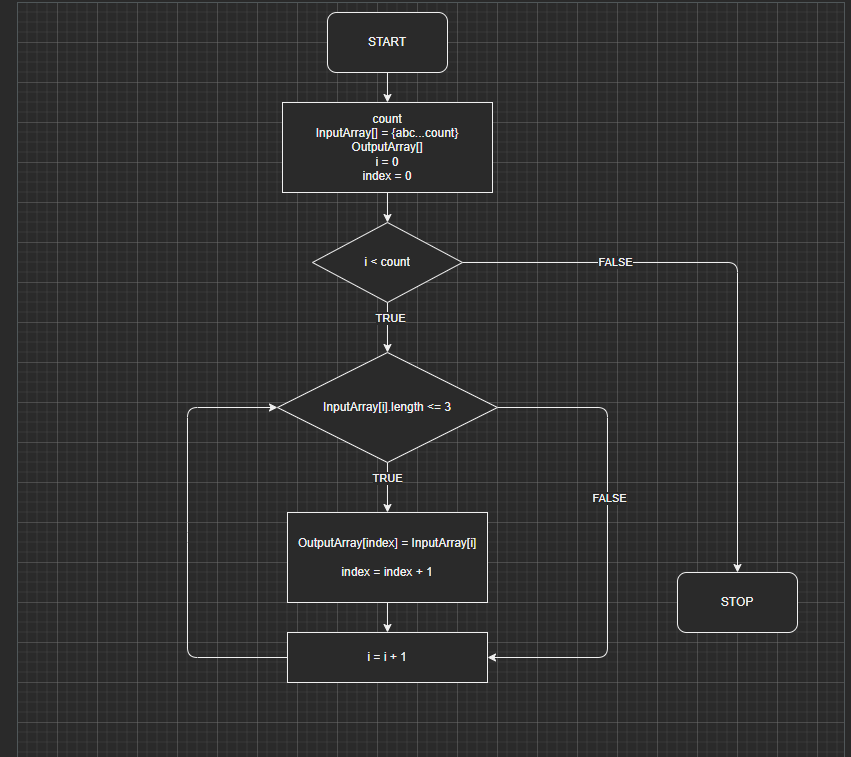 START
count
InputArray[] = {abc...count}
OutputArray[]
i = 0
index = 0
i < count
FALSE
TRUE
InputArray[i].length <= 3
TRUE
FALSE
OutputArray[index] = InputArray[i]
index = index + 1
STOP
i = i + 1